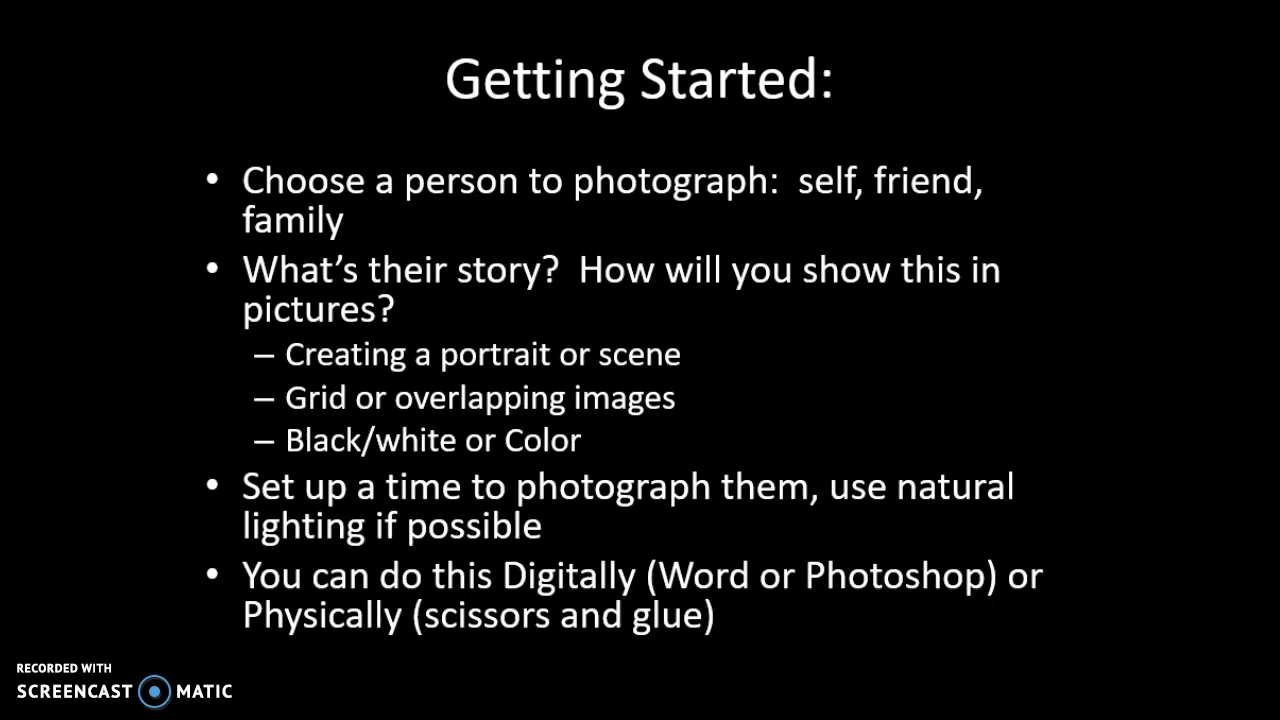 Getting Started:
• Choose a person to photograph:  self, friend,
family
• What's their story?  How will you show this in
pictures?
– Creating a portrait or scene
– Grid or overlapping images
– Black/white or Color
• Set up a time to photograph them, use natural
lighting if possible
• You can do this Digitally (Word or Photoshop) or
Physically (scissors and glue)
RECORDED WITH
SCREENCAST MATIC